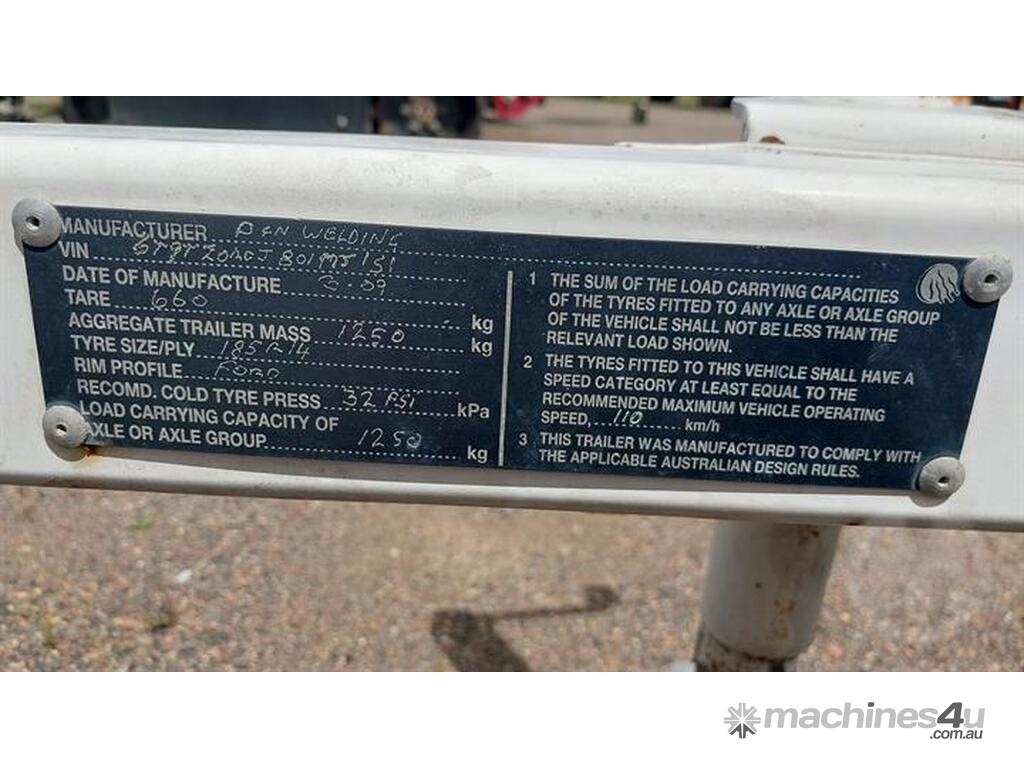 MANUFACTURER WELDING
VIN
DATE OF MANUFACTURE 3.09
TARE 660 kg
AGGREGATE TRAILER MASS 1250 kg
TYRE SIZE/PLY 185R14
RIM PROFILE FORD
RECOMD. COLD TYRE PRESS 32 PSI kPa
LOAD CARRYING CAPACITY OF
AXLE OR AXLE GROUP 1250 kg
1 THE SUM OF THE LOAD CARRYING CAPACITIES
OF THE TYRES FITTED TO ANY AXLE OR AXLE GROUP
OF THE VEHICLE SHALL NOT BE LESS THAN THE
RELEVANT LOAD SHOWN.
2 THE TYRES FITTED TO THIS VEHICLE SHALL HAVE A
SPEED CATEGORY AT LEAST EQUAL TO THE
RECOMMENDED MAXIMUM VEHICLE OPERATING
SPEED, 110 km/h
3 THIS TRAILER WAS MANUFACTURED TO COMPLY WITH
THE APPLICABLE AUSTRALIAN DESIGN RULES.
machines4u
.com.au